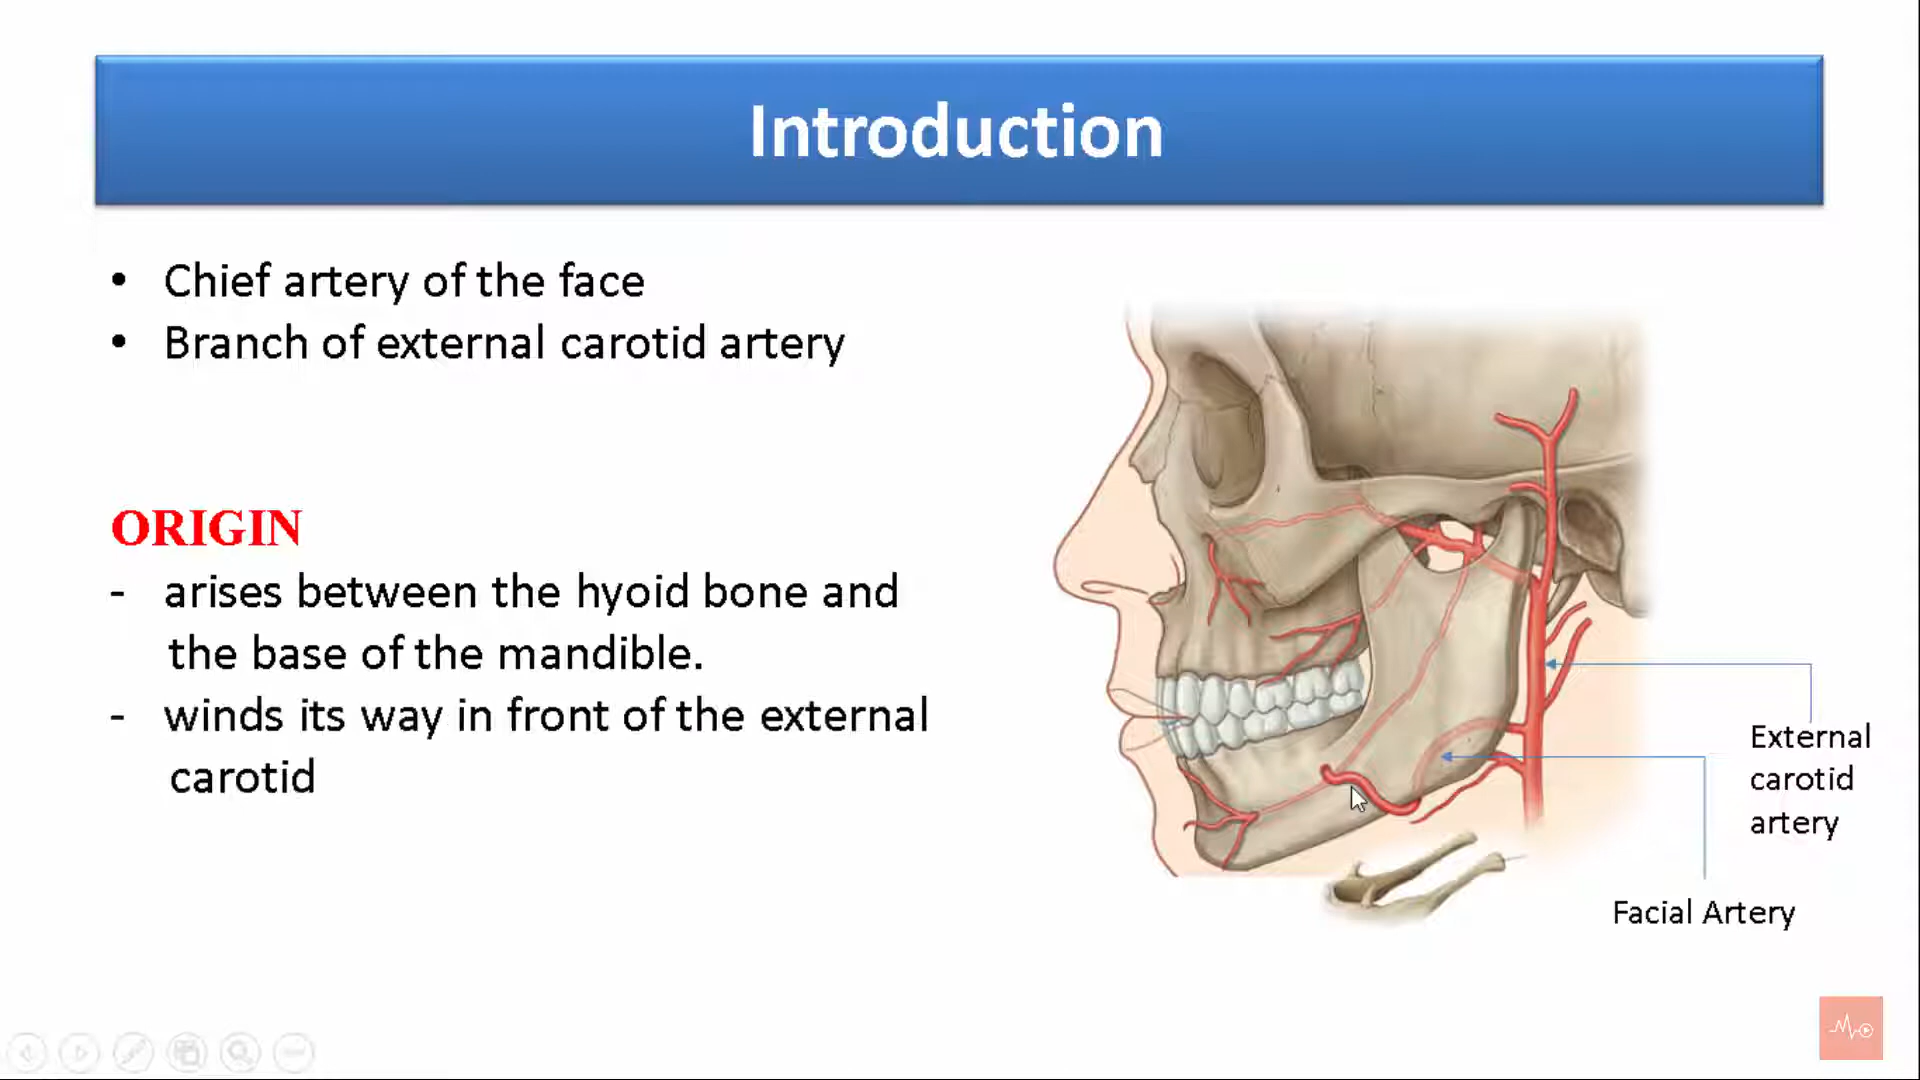 Introduction
• Chief artery of the face
• Branch of external carotid artery
ORIGIN
- arises between the hyoid bone and
the base of the mandible.
- winds its way in front of the external
carotid
External
carotid
artery
Facial Artery